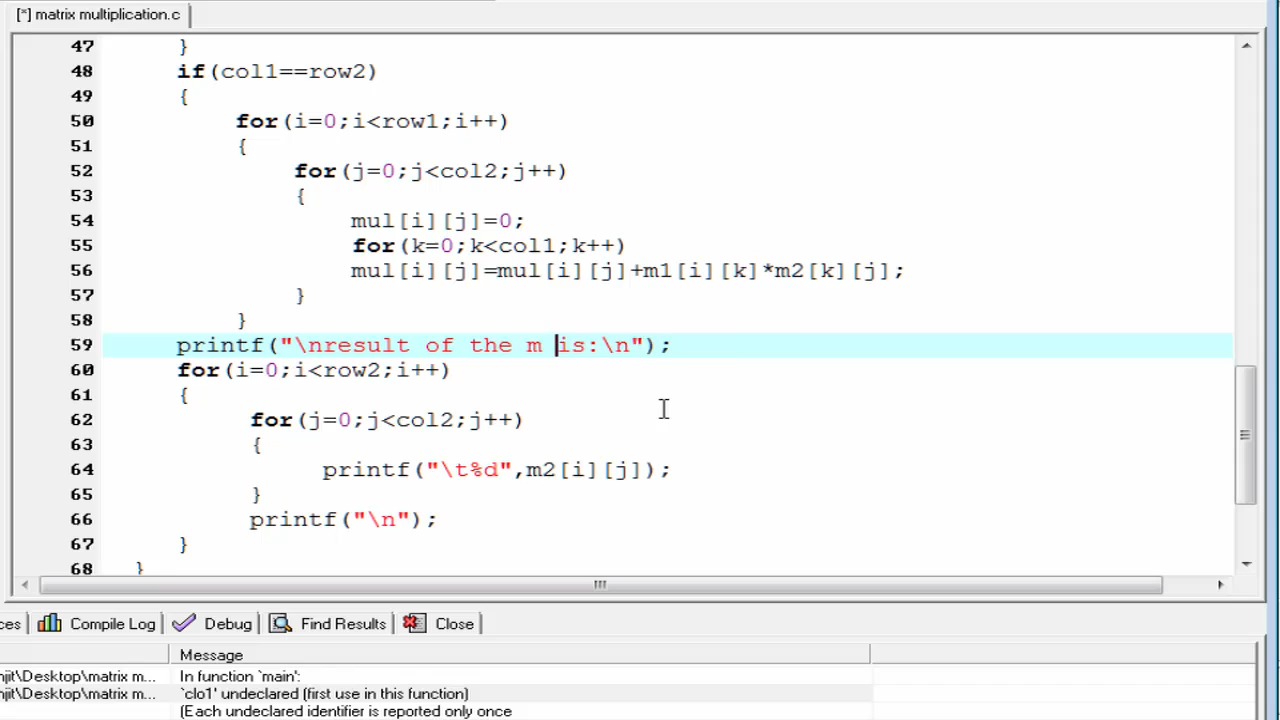 [*] matrix multiplication.c
47 }
48 if(col1==row2)
49 {
50 for(i=0;i<row1;i++)
51 {
52 for(j=0;j<col2;j++)
53 {
54 mul[i][j]=0;
55 for(k=0;k<col1;k++)
56 mul[i][j]=mul[i][j]+m1[i][k]*m2[k][j];
57 }
58 }
59 printf("\nresult of the m is:\n");
60 for(i=0;i<row2;i++)
61 {
62 for(j=0;j<col2;j++)
63 {
64 printf("\t%d",m2[i][j]);
65 }
66 printf("\n");
67 }
68 }
ces Compile Log Debug Find Results Close
Message
njit\Desktop\matrix m... In function `main':
njit\Desktop\matrix m... `clo1' undeclared (first use in this function)
(Each undeclared identifier is reported only once